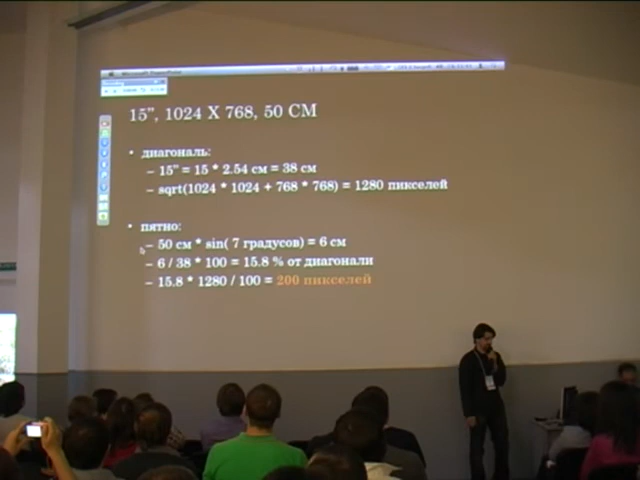 15”, 1024 X 768, 50 СМ
• диагональ:
– 15” = 15 * 2.54 см = 38 см
– sqrt(1024 * 1024 + 768 * 768) = 1280 пикселей
• пятно:
– 50 см * sin( 7 градусов) = 6 см
– 6 / 38 * 100 = 15.8 % от диагонали
– 15.8 * 1280 / 100 = 200 пикселей